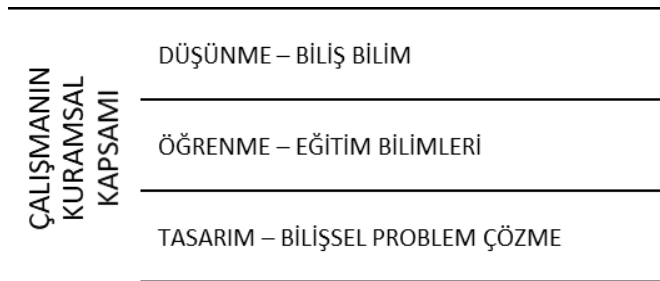 ÇALIŞMANIN
KURAMSAL
KAPSAMI
DÜŞÜNME – BİLİŞ BİLİM
ÖĞRENME – EĞİTİM BİLİMLERİ
TASARIM – BİLİŞSEL PROBLEM ÇÖZME